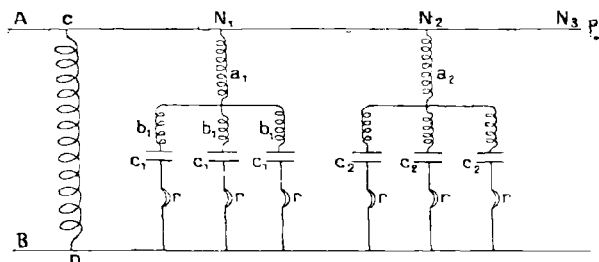 A C N₁ N₂ N₃ P.
a₁ a₂
b₁ b₁ b₁
c₁ c₁ c₁ c₂ c₂ c₂
r r r r r r
B
D